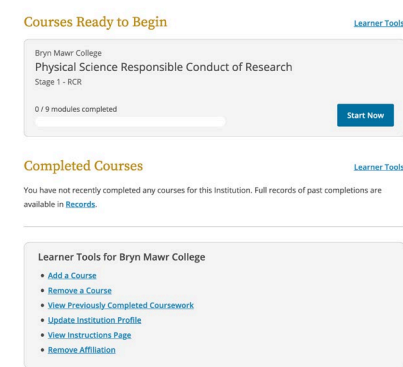 Courses Ready to Begin
Learner Tools
Bryn Mawr College
Physical Science Responsible Conduct of Research
Stage 1 - RCR
0 / 9 modules completed
Start Now
Completed Courses
Learner Tools
You have not recently completed any courses for this Institution. Full records of past completions are
available in Records.
Learner Tools for Bryn Mawr College
• Add a Course
• Remove a Course
• View Previously Completed Coursework
• Update Institution Profile
• View Instructions Page
• Remove Affiliation